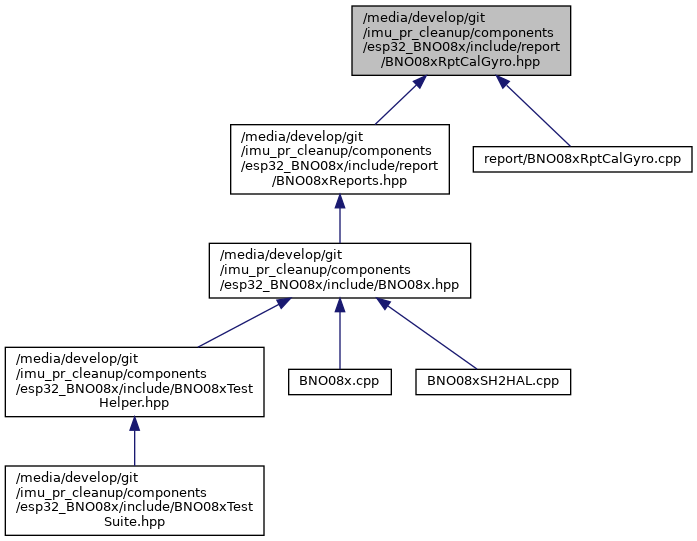 /media/develop/git
/imu_pr_cleanup/components
/esp32_BNO08x/include/report
/BNO08xRptCalGyro.hpp
/media/develop/git
/imu_pr_cleanup/components
/esp32_BNO08x/include/report
/BNO08xReports.hpp
report/BNO08xRptCalGyro.cpp
/media/develop/git
/imu_pr_cleanup/components
/esp32_BNO08x/include/BNO08x.hpp
/media/develop/git
/imu_pr_cleanup/components
/esp32_BNO08x/include/BNO08xTest
Helper.hpp
BNO08x.cpp
BNO08xSH2HAL.cpp
/media/develop/git
/imu_pr_cleanup/components
/esp32_BNO08x/include/BNO08xTest
Suite.hpp